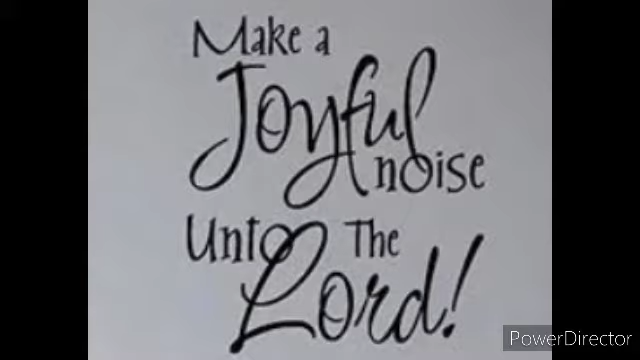 Make a
Joyful
noise
Unto The
Lord!
PowerDirector